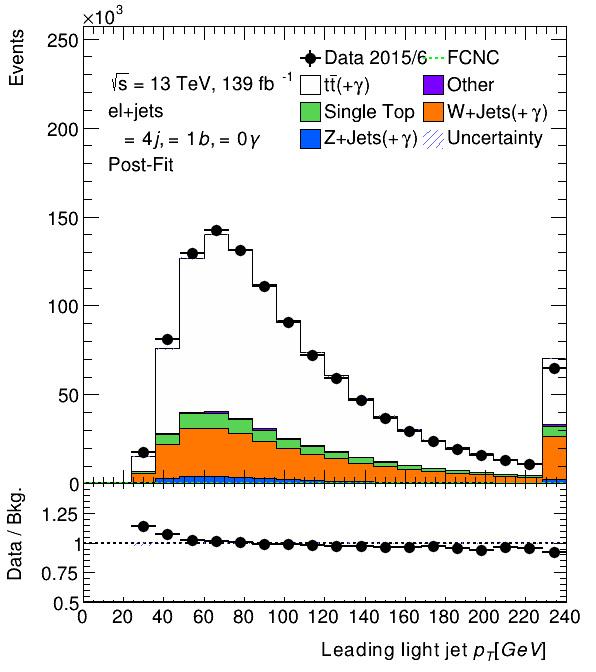 ×10³
Events
250
200
150
100
50
0
√s = 13 TeV, 139 fb⁻¹
el+jets
= 4j, = 1b, = 0γ
Post-Fit
Data 2015/6 FCNC
tt̄(+γ) Other
Single Top W+Jets(+γ)
Z+Jets(+γ) Uncertainty
Data / Bkg.
1.25
1
0.75
0.5
0 20 40 60 80 100 120 140 160 180 200 220 240
Leading light jet p_T[GeV]